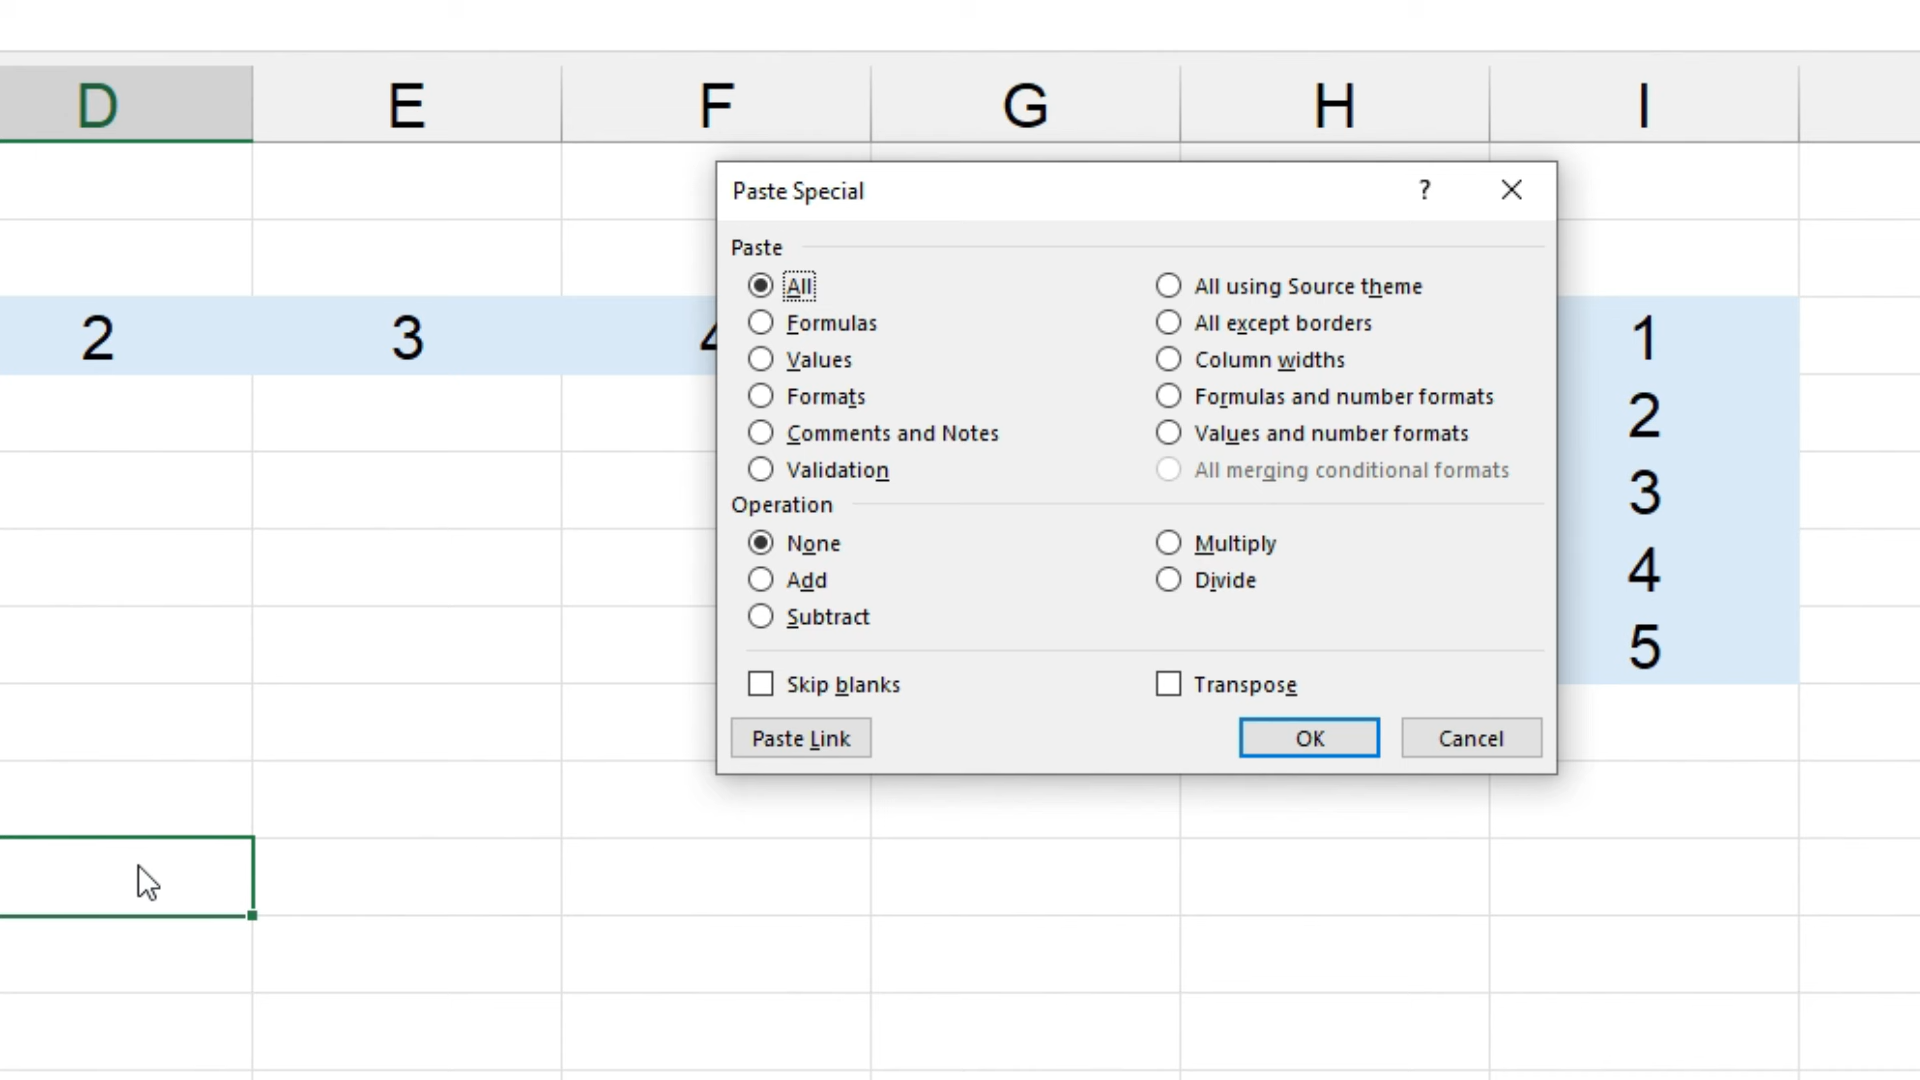 D E F G H I
Paste Special ? 
Paste
All All using Source theme
Formulas All except borders
2 3 4 1
Values Column widths
Formats Formulas and number formats
2
Comments and Notes Values and number formats
Validation All merging conditional formats
3
Operation
None Multiply
Add Divide
4
Subtract
5
Skip blanks Transpose
Paste Link OK Cancel